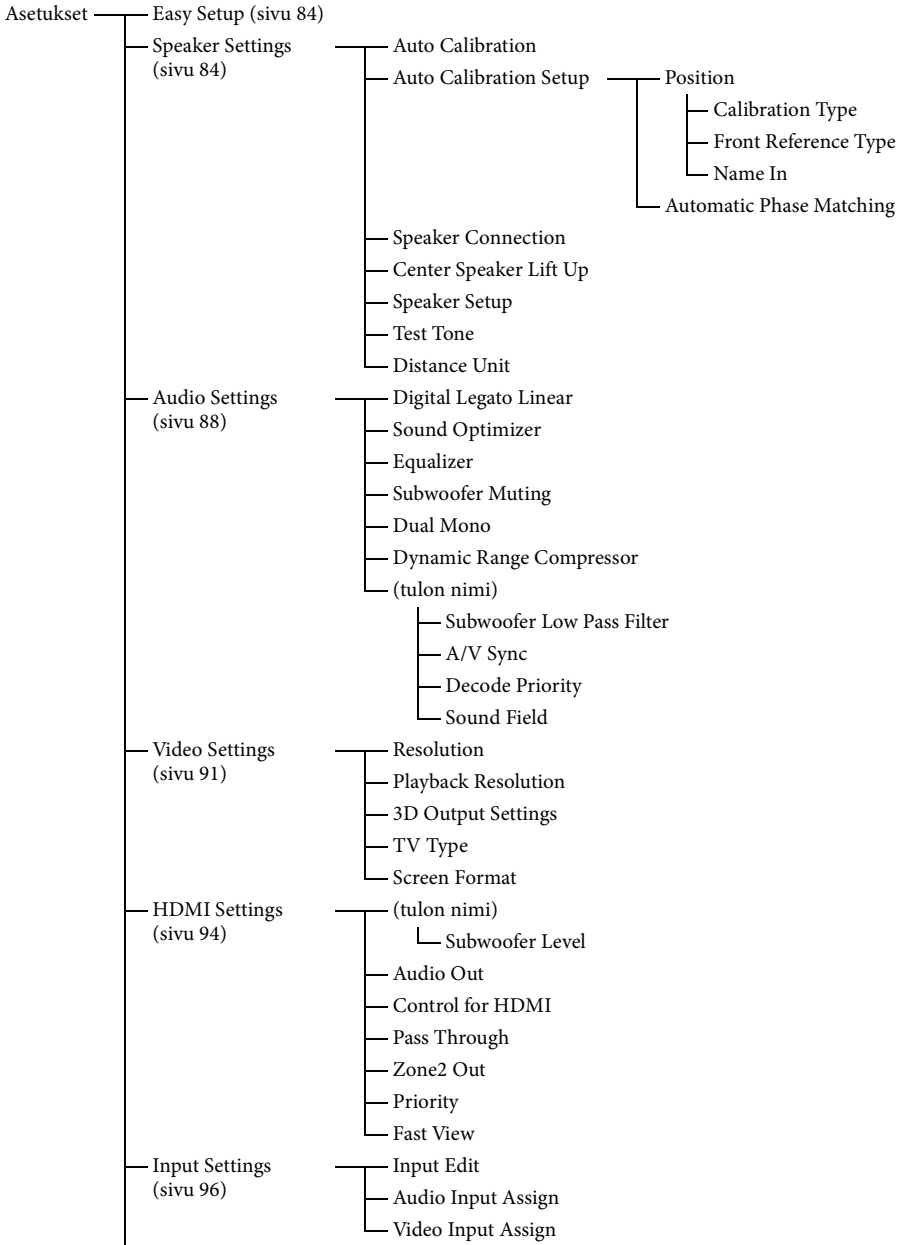 Asetukset
Easy Setup (sivu 84)
Speaker Settings
(sivu 84)
Auto Calibration
Auto Calibration Setup
Position
Calibration Type
Front Reference Type
Name In
Automatic Phase Matching
Speaker Connection
Center Speaker Lift Up
Speaker Setup
Test Tone
Distance Unit
Audio Settings
(sivu 88)
Digital Legato Linear
Sound Optimizer
Equalizer
Subwoofer Muting
Dual Mono
Dynamic Range Compressor
(tulon nimi)
Subwoofer Low Pass Filter
A/V Sync
Decode Priority
Sound Field
Video Settings
(sivu 91)
Resolution
Playback Resolution
3D Output Settings
TV Type
Screen Format
HDMI Settings
(sivu 94)
(tulon nimi)
Subwoofer Level
Audio Out
Control for HDMI
Pass Through
Zone2 Out
Priority
Fast View
Input Settings
(sivu 96)
Input Edit
Audio Input Assign
Video Input Assign